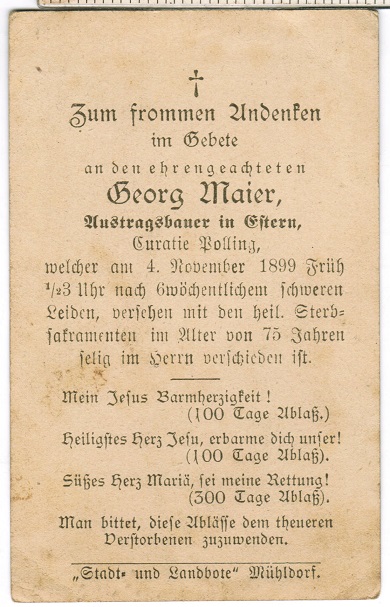 †
Zum frommen Andenken
im Gebete
an den ehrengeachteten
Georg Maier,
Austragsbauer in Estern,
Curatie Polling,
welcher am 4. November 1899 Früh
1/23 Uhr nach 6wöchentlichem schweren
Leiden, versehen mit den heil. Sterb-
sakramenten im Alter von 75 Jahren
selig im Herrn verschieden ist.
Mein Jesus Barmherzigkeit!
(100 Tage Ablaß.)
Heiligstes Herz Jesu, erbarme dich unser!
(100 Tage Ablaß).
Süßes Herz Mariä, sei meine Rettung!
(300 Tage Ablaß).
Man bittet, diese Ablässe dem theueren
Verstorbenen zuzuwenden.
„Stadt- und Landbote“ Mühldorf.